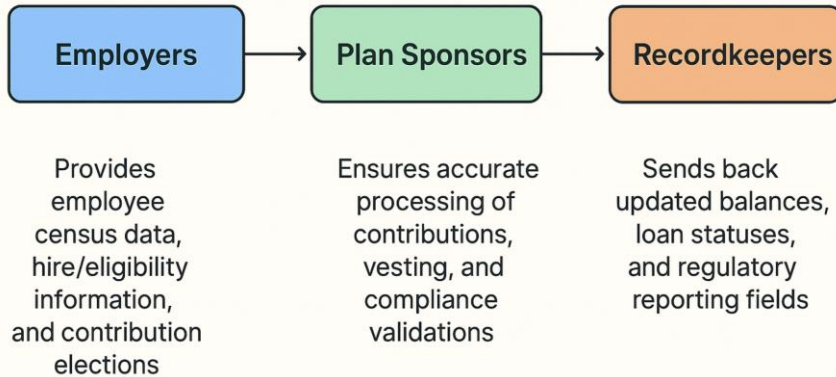 Employers
Plan Sponsors
Recordkeepers
Provides
employee
census data,
hire/eligibility
information,
and contribution
elections
Ensures accurate
processing of
contributions,
vesting, and
compliance
validations
Sends back
updated balances,
loan statuses,
and regulatory
reporting fields